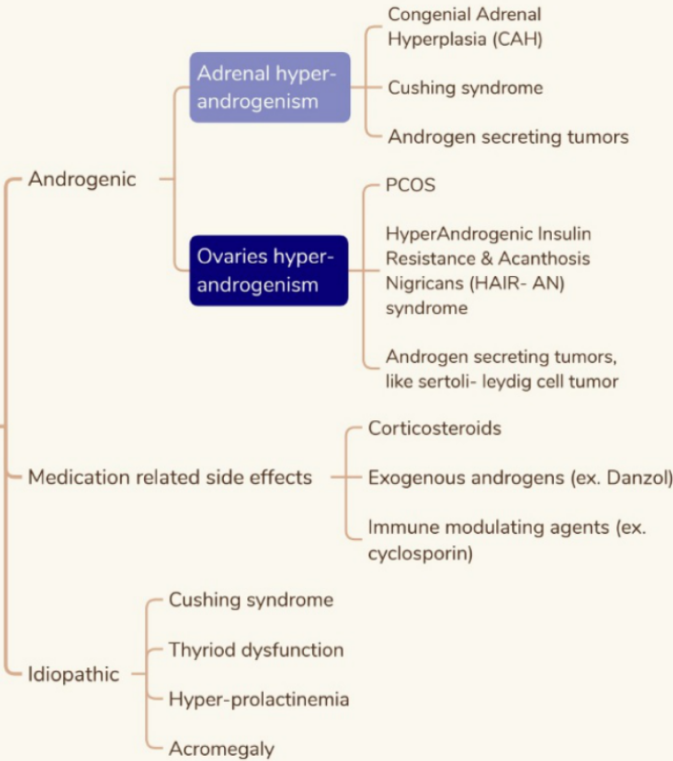 Congenial Adrenal
Hyperplasia (CAH)
Adrenal hyper-
androgenism
Cushing syndrome
Androgen secreting tumors
Androgenic
PCOS
HyperAndrogenic Insulin
Resistance & Acanthosis
Nigricans (HAIR- AN)
syndrome
Ovaries hyper-
androgenism
Androgen secreting tumors,
like sertoli- leydig cell tumor
Corticosteroids
Medication related side effects
Exogenous androgens (ex. Danzol)
Immune modulating agents (ex.
cyclosporin)
Cushing syndrome
Thyriod dysfunction
Idiopathic
Hyper-prolactinemia
Acromegaly